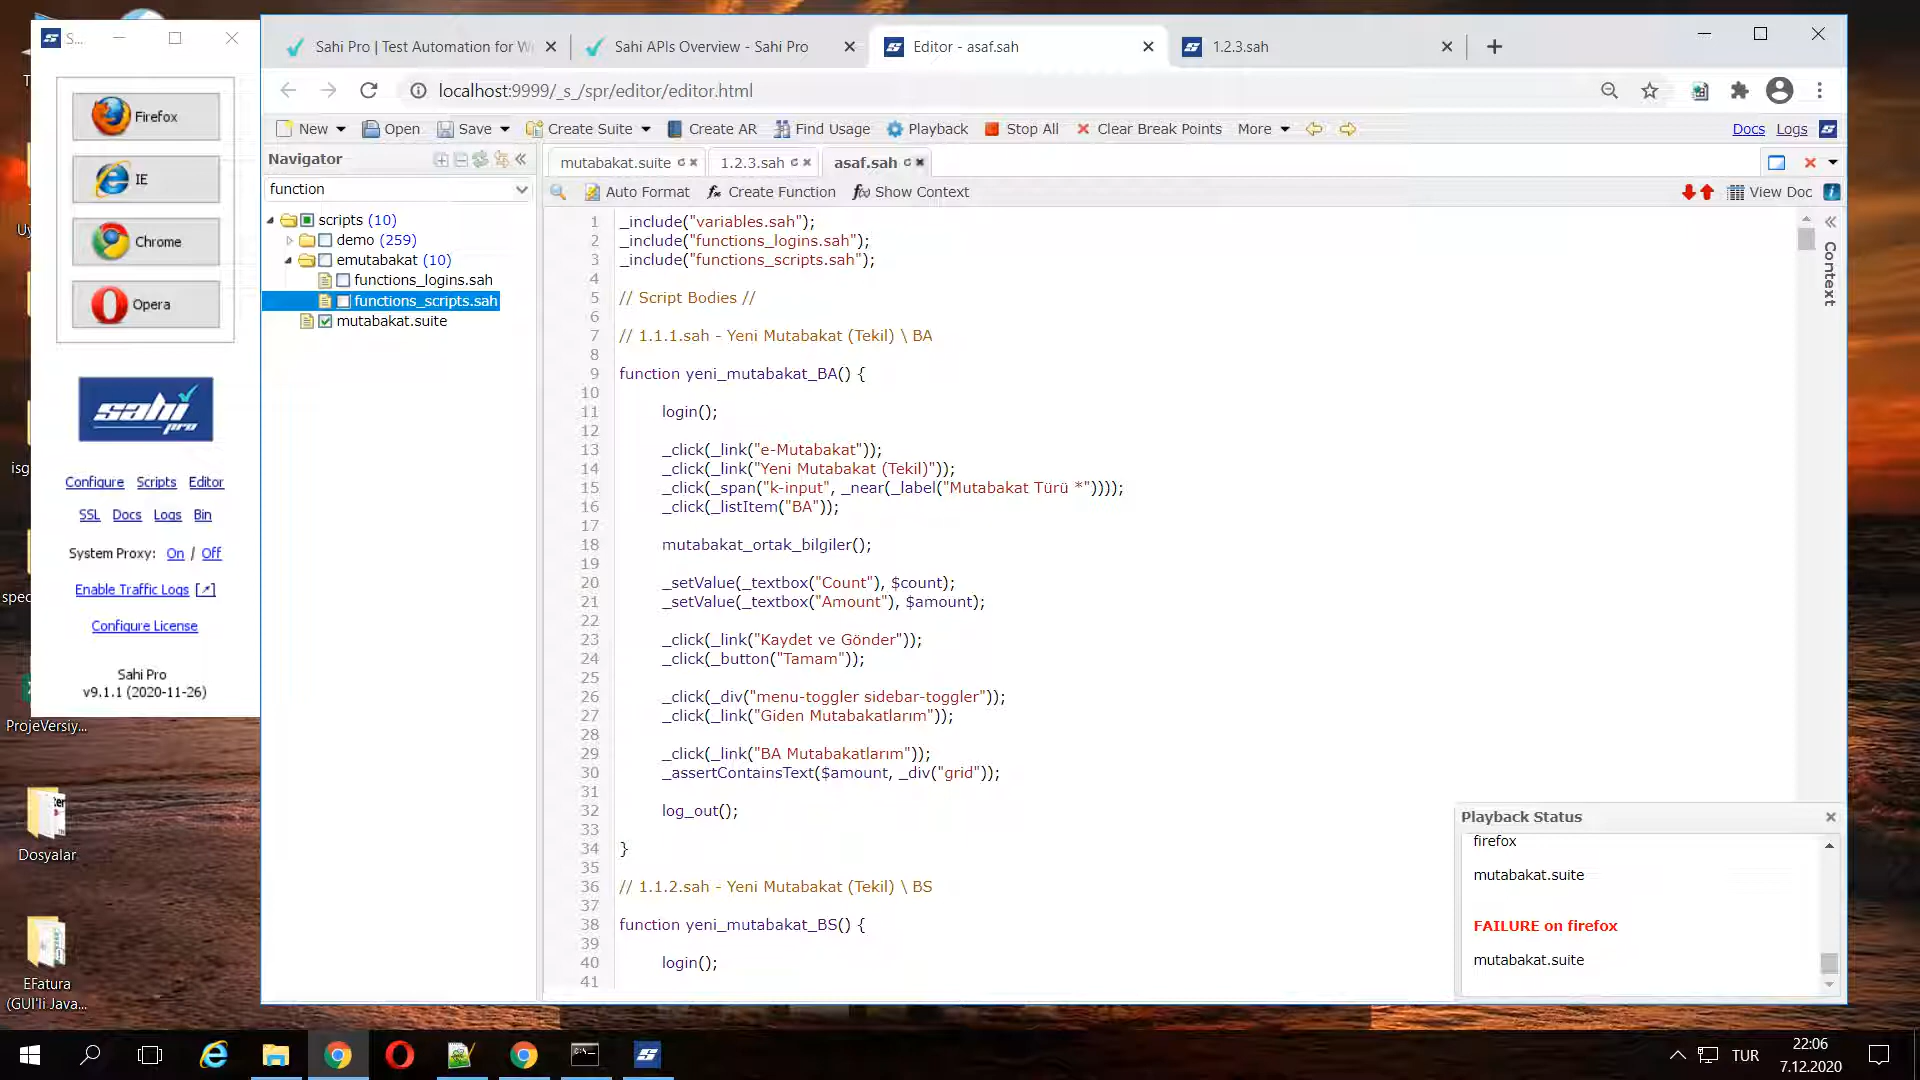 S...
Firefox
IE
Chrome
Opera
sahi
pro
Configure Scripts Editor
SSL Docs Logs Bin
System Proxy: On / Off
Enable Traffic Logs [↗]
Configure License
Sahi Pro
v9.1.1 (2020-11-26)
isg
spec
ProjeVersiy...
Dosyalar
EFatura
(GUI'li Java...
Sahi Pro | Test Automation for W
Sahi APIs Overview - Sahi Pro
Editor - asaf.sah
1.2.3.sah
localhost:9999/_s_/spr/editor/editor.html
New Open Save Create Suite Create AR Find Usage Playback Stop All Clear Break Points More Docs Logs
Navigator
function
scripts (10)
demo (259)
emutabakat (10)
functions_logins.sah
functions_scripts.sah
mutabakat.suite
mutabakat.suite 1.2.3.sah asaf.sah
Auto Format Create Function Show Context View Doc
Context
1 _include("variables.sah");
2 _include("functions_logins.sah");
3 _include("functions_scripts.sah");
4
5 // Script Bodies //
6
7 // 1.1.1.sah - Yeni Mutabakat (Tekil) \ BA
8
9 function yeni_mutabakat_BA() {
10
11 login();
12
13 _click(_link("e-Mutabakat"));
14 _click(_link("Yeni Mutabakat (Tekil)"));
15 _click(_span("k-input", _near(_label("Mutabakat Türü *"))));
16 _click(_listItem("BA"));
17
18 mutabakat_ortak_bilgiler();
19
20 _setValue(_textbox("Count"), $count);
21 _setValue(_textbox("Amount"), $amount);
22
23 _click(_link("Kaydet ve Gönder"));
24 _click(_button("Tamam"));
25
26 _click(_div("menu-toggler sidebar-toggler"));
27 _click(_link("Giden Mutabakatlarım"));
28
29 _click(_link("BA Mutabakatlarım"));
30 _assertContainsText($amount, _div("grid"));
31
32 log_out();
33
34 }
35
36 // 1.1.2.sah - Yeni Mutabakat (Tekil) \ BS
37
38 function yeni_mutabakat_BS() {
39
40 login();
41
Playback Status
firefox
mutabakat.suite
FAILURE on firefox
mutabakat.suite
TUR
22:06
7.12.2020